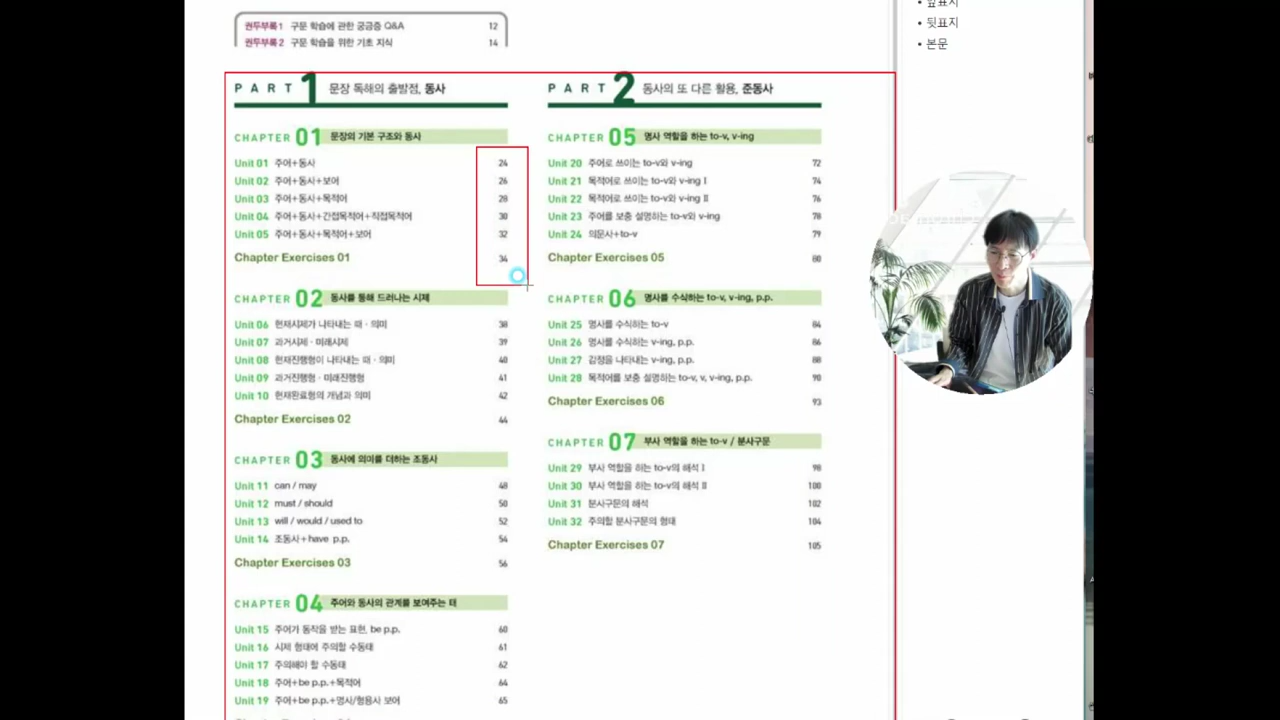 권두부록 1 구문 학습에 관한 궁금증 Q&A 12
권두부록 2 구문 학습을 위한 기초 지식 14
PART 1 문장 독해의 출발점, 동사
CHAPTER 01 문장의 기본 구조와 동사
Unit 01 주어+동사 24
Unit 02 주어+동사+보어 26
Unit 03 주어+동사+목적어 28
Unit 04 주어+동사+간접목적어+직접목적어 30
Unit 05 주어+동사+목적어+보어 32
Chapter Exercises 01 34
CHAPTER 02 동사를 통해 드러나는 시제
Unit 06 현재시제가 나타내는 때 · 의미 38
Unit 07 과거시제 · 미래시제 39
Unit 08 현재진행형이 나타내는 때 · 의미 40
Unit 09 과거진행형 · 미래진행형 41
Unit 10 현재완료형의 개념과 의미 42
Chapter Exercises 02 44
CHAPTER 03 동사에 의미를 더하는 조동사
Unit 11 can / may 48
Unit 12 must / should 50
Unit 13 will / would / used to 52
Unit 14 조동사+have p.p. 54
Chapter Exercises 03 56
CHAPTER 04 주어와 동사의 관계를 보여주는 태
Unit 15 주어가 동작을 받는 표현, be p.p. 60
Unit 16 시제 형태에 주의할 수동태 61
Unit 17 주의해야 할 수동태 62
Unit 18 주어+be p.p.+목적어 64
Unit 19 주어+be p.p.+명사/형용사 보어 65
PART 2 동사의 또 다른 활용, 준동사
CHAPTER 05 명사 역할을 하는 to-v, v-ing
Unit 20 주어로 쓰이는 to-v와 v-ing 72
Unit 21 목적어로 쓰이는 to-v와 v-ing Ⅰ 74
Unit 22 목적어로 쓰이는 to-v와 v-ing Ⅱ 76
Unit 23 주어를 보충 설명하는 to-v와 v-ing 78
Unit 24 의문사+to-v 79
Chapter Exercises 05 80
CHAPTER 06 명사를 수식하는 to-v, v-ing, p.p.
Unit 25 명사를 수식하는 to-v 84
Unit 26 명사를 수식하는 v-ing, p.p. 86
Unit 27 감정을 나타내는 v-ing, p.p. 88
Unit 28 목적어를 보충 설명하는 to-v, v, v-ing, p.p. 90
Chapter Exercises 06 93
CHAPTER 07 부사 역할을 하는 to-v / 분사구문
Unit 29 부사 역할을 하는 to-v의 해석 Ⅰ 98
Unit 30 부사 역할을 하는 to-v의 해석 Ⅱ 100
Unit 31 분사구문의 해석 102
Unit 32 주의할 분사구문의 형태 104
Chapter Exercises 07 105
• 앞표지
• 뒷표지
• 본문